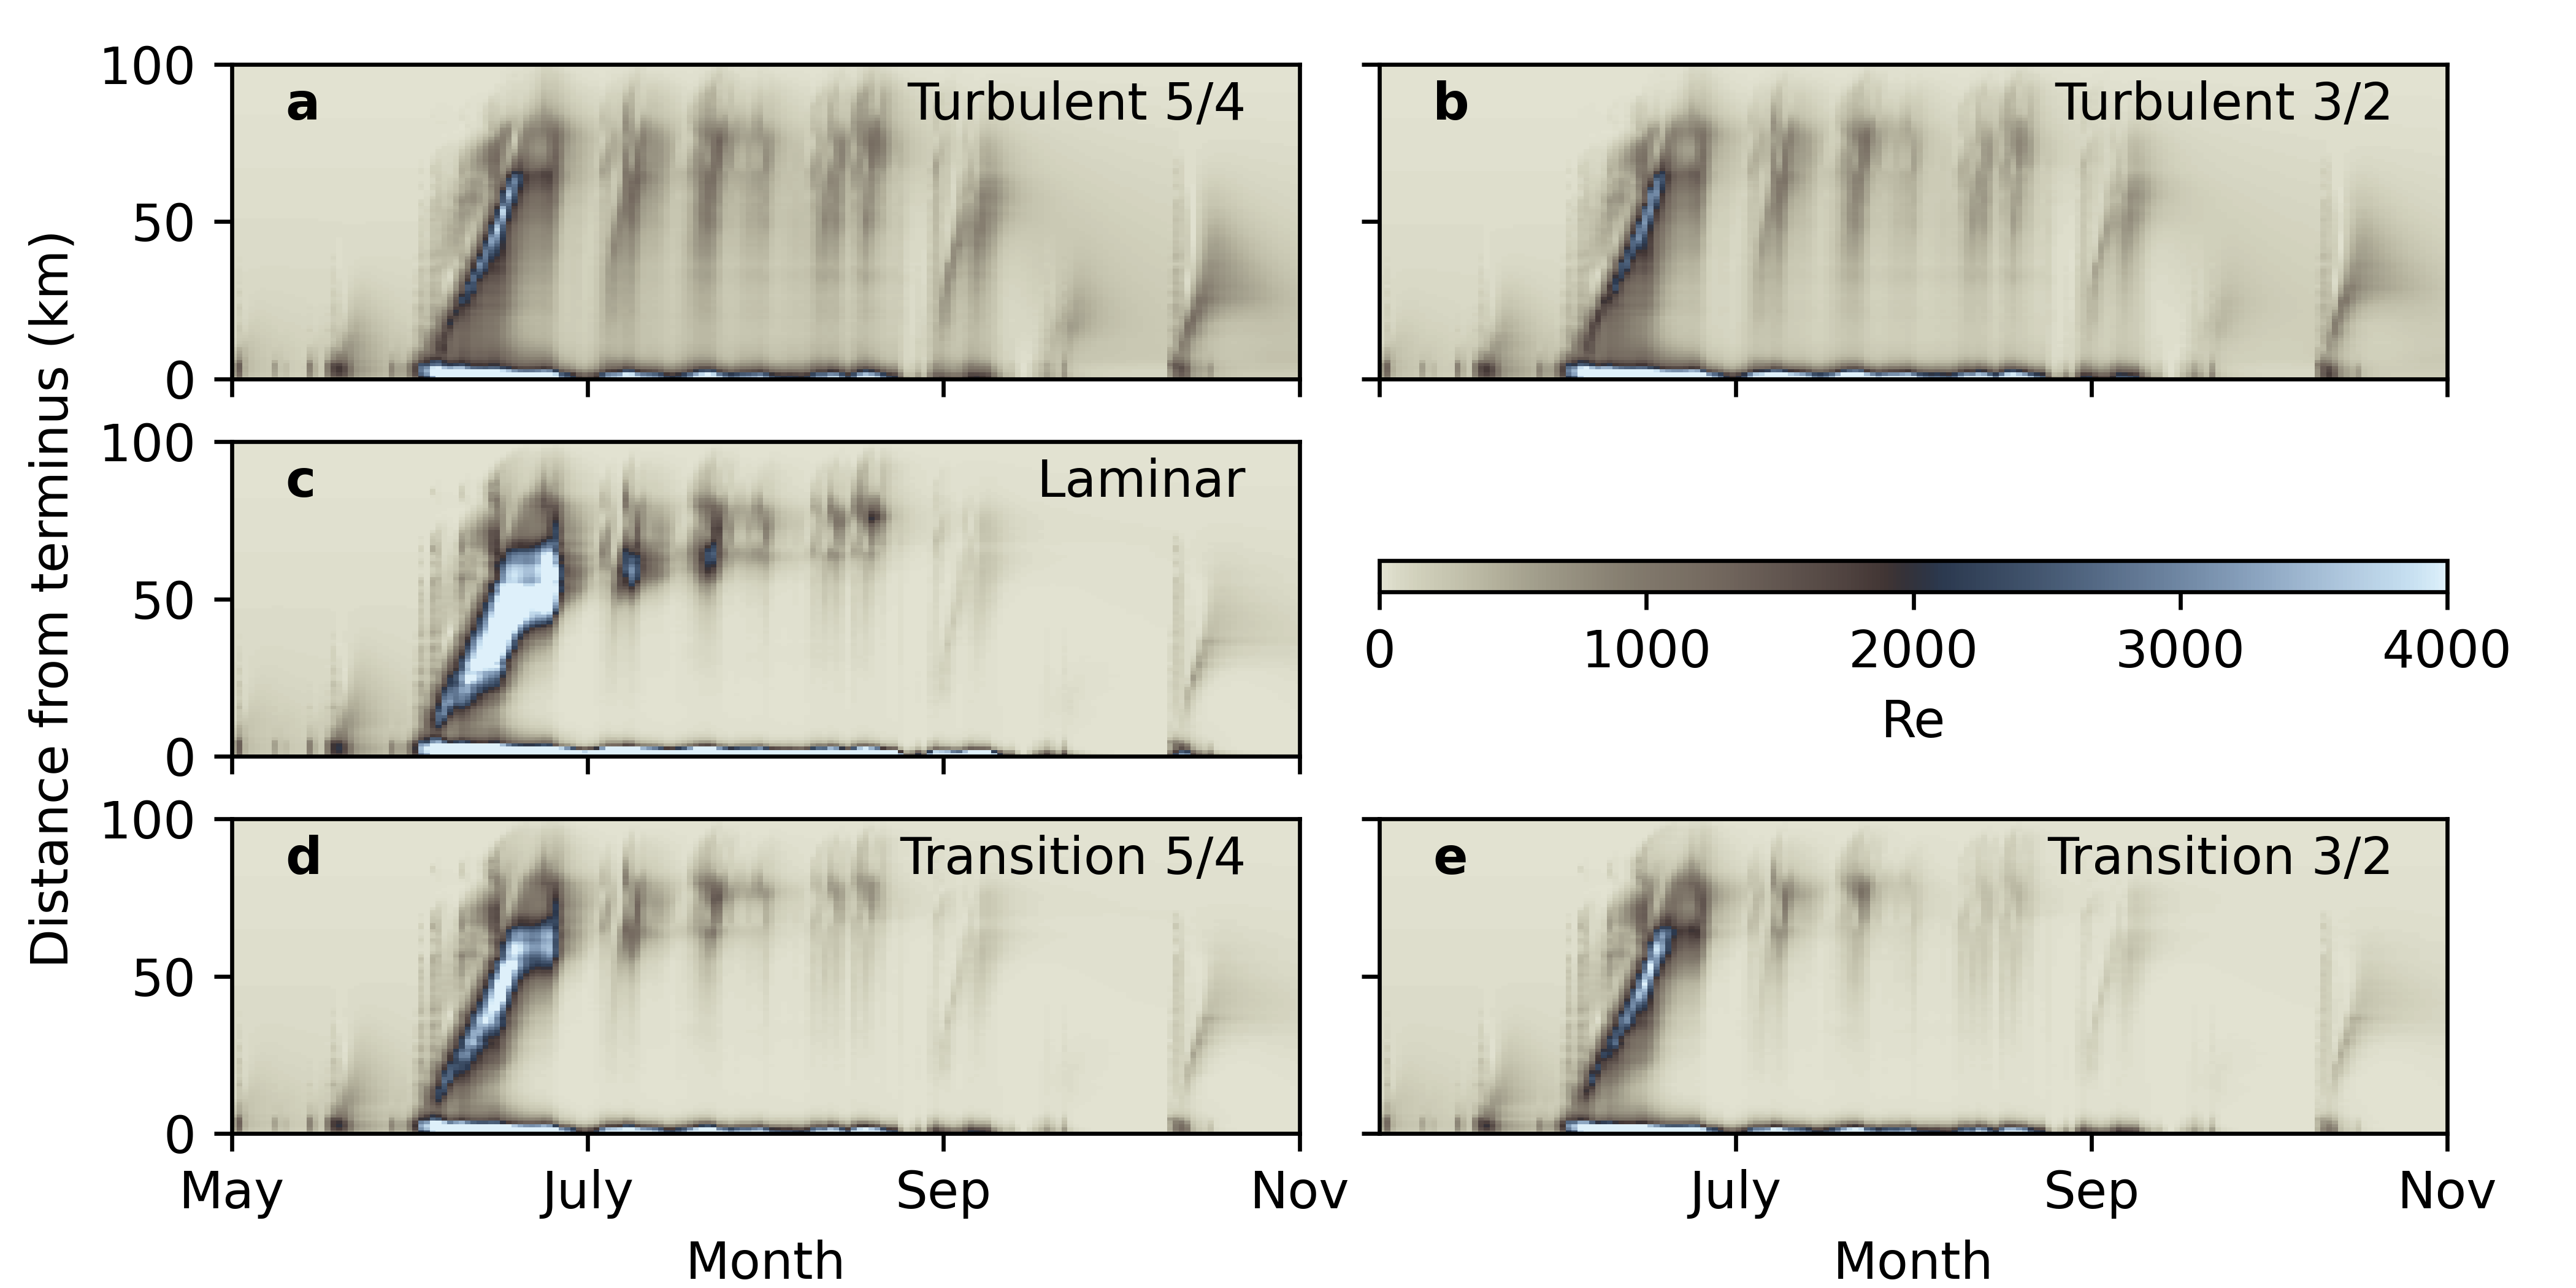 Distance from terminus (km)
100
50
0
a
Turbulent 5/4
b
Turbulent 3/2
100
50
0
c
Laminar
0
1000
2000
3000
4000
Re
100
50
0
d
Transition 5/4
e
Transition 3/2
May
July
Sep
Nov
July
Sep
Nov
Month
Month